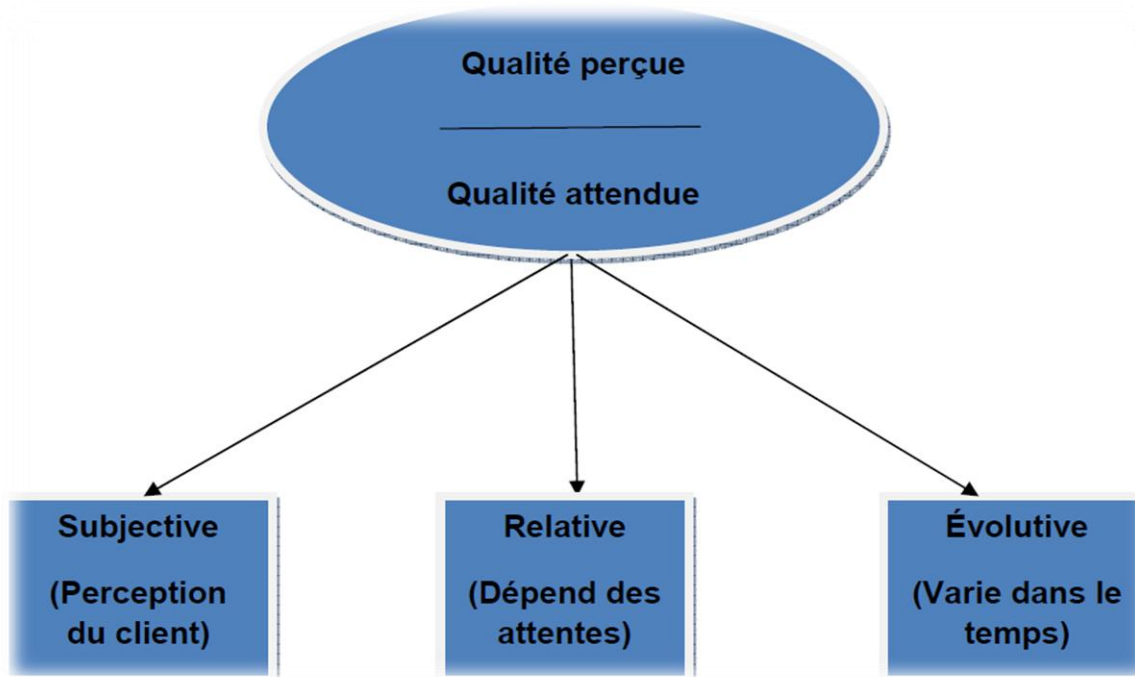 Qualité perçue
Qualité attendue
Subjective
(Perception
du client)
Relative
(Dépend des
attentes)
Évolutive
(Varie dans le
temps)